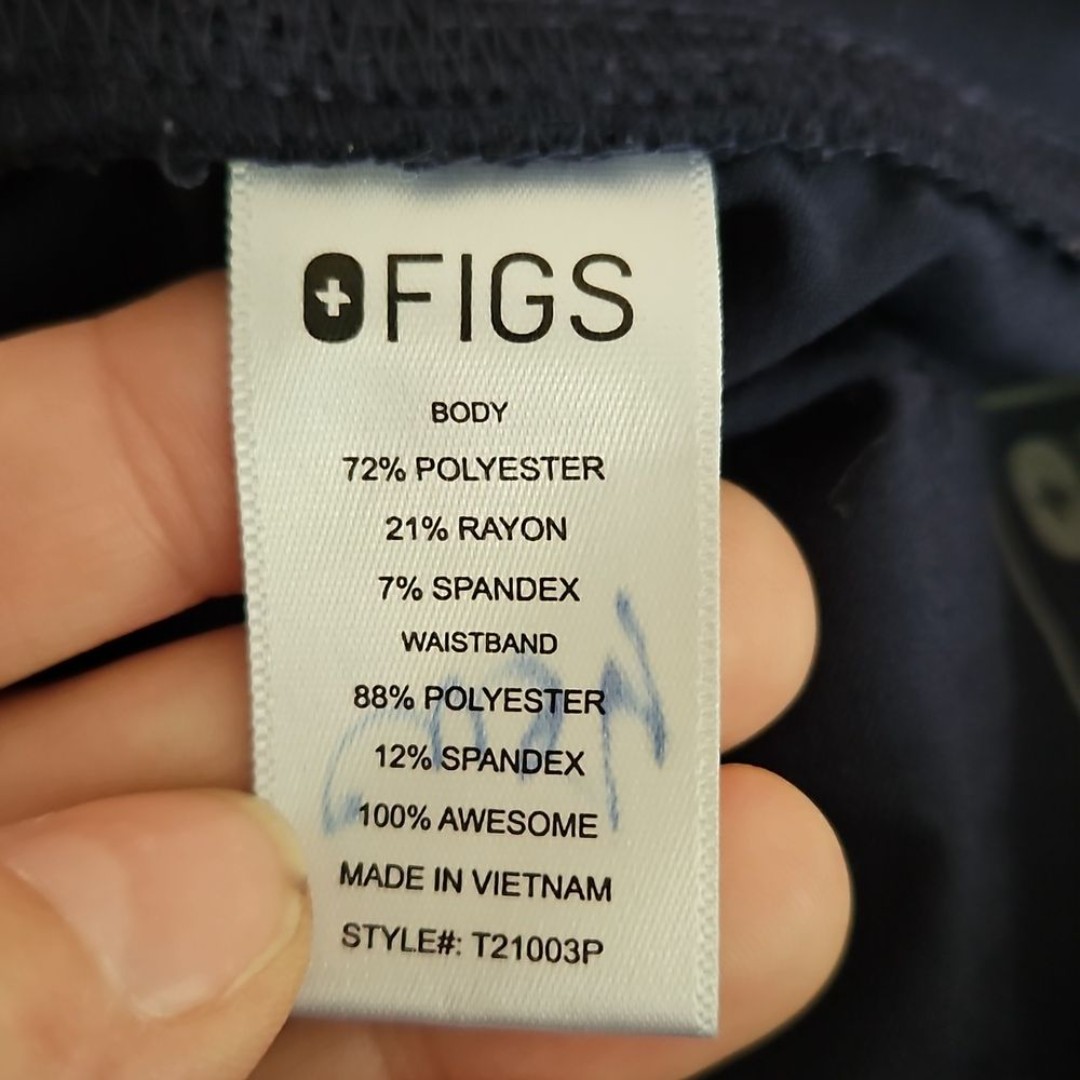 FIGS
BODY
72% POLYESTER
21% RAYON
7% SPANDEX
WAISTBAND
88% POLYESTER
12% SPANDEX
100% AWESOME
MADE IN VIETNAM
STYLE#: T21003P